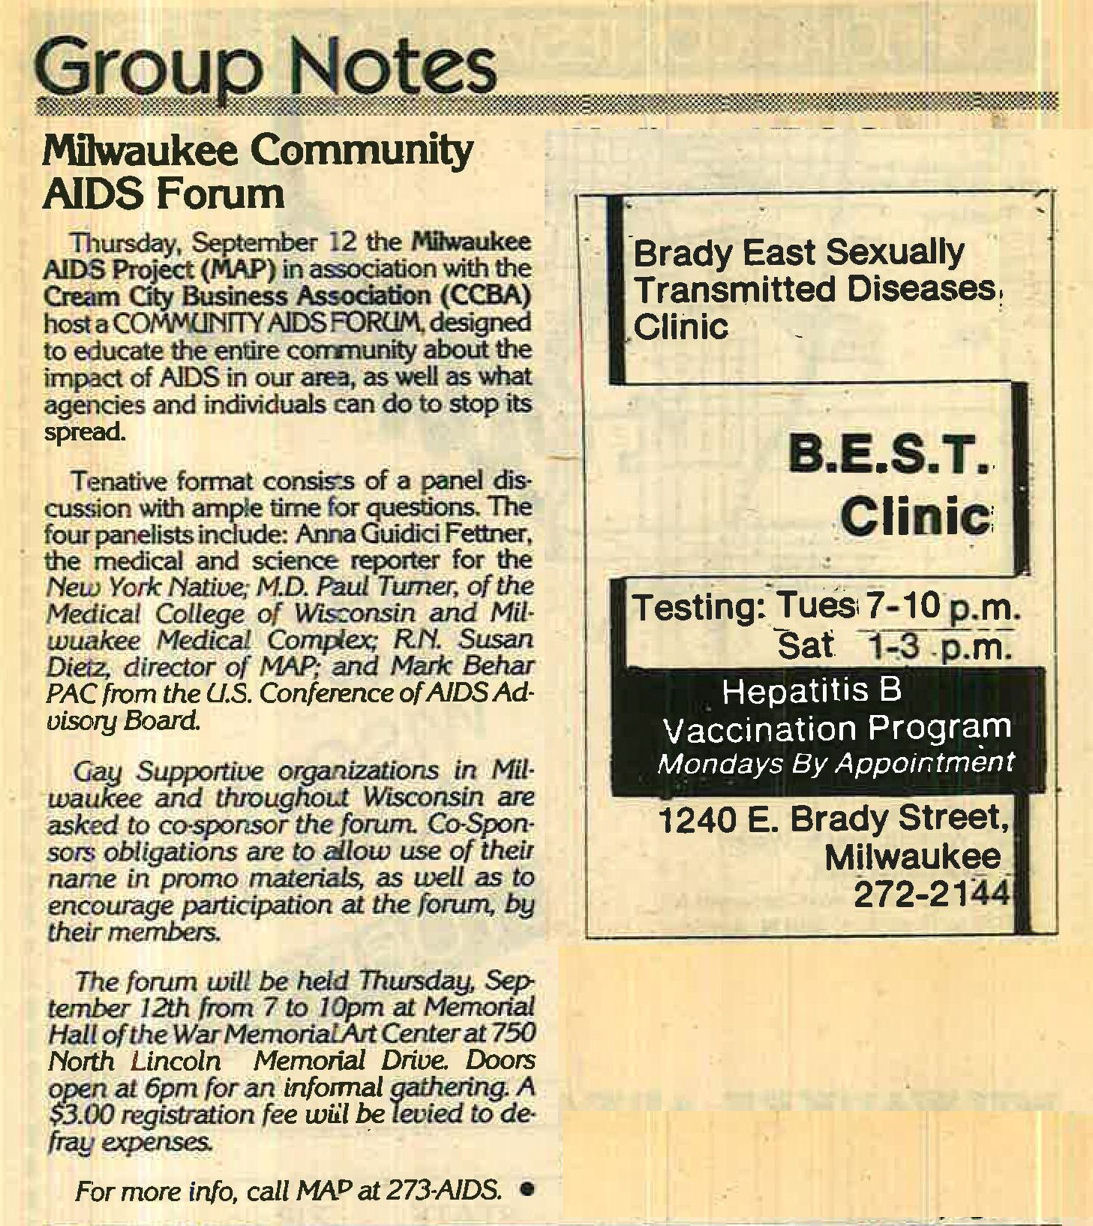 Group Notes
Milwaukee Community
AIDS Forum
Thursday, September 12 the Milwaukee
AIDS Project (MAP) in association with the
Cream City Business Association (CCBA)
host a COMMUNITY AIDS FORUM, designed
to educate the entire community about the
impact of AIDS in our area, as well as what
agencies and individuals can do to stop its
spread.
Tenative format consists of a panel dis-
cussion with ample time for questions. The
four panelists include: Anna Guidici Fettner,
the medical and science reporter for the
New York Native; M.D. Paul Turner, of the
Medical College of Wisconsin and Mil-
wuakee Medical Complex; R.N. Susan
Dietz, director of MAP; and Mark Behar
PAC from the U.S. Conference of AIDS Ad-
visory Board.
Gay Supportive organizations in Mil-
waukee and throughout Wisconsin are
asked to co-sponsor the forum. Co-Spon-
sors obligations are to allow use of their
name in promo materials, as well as to
encourage participation at the forum, by
their members.
The forum will be held Thursday, Sep-
tember 12th from 7 to 10pm at Memorial
Hall of the War Memorial Art Center at 750
North Lincoln Memorial Drive. Doors
open at 6pm for an informal gathering. A
$3.00 registration fee will be levied to de-
fray expenses.
For more info, call MAP at 273-AIDS. ●
Brady East Sexually
Transmitted Diseases
Clinic
B.E.S.T.
Clinic
Testing: Tues 7-10 p.m.
Sat 1-3 p.m.
Hepatitis B
Vaccination Program
Mondays By Appointment
1240 E. Brady Street,
Milwaukee
272-2144